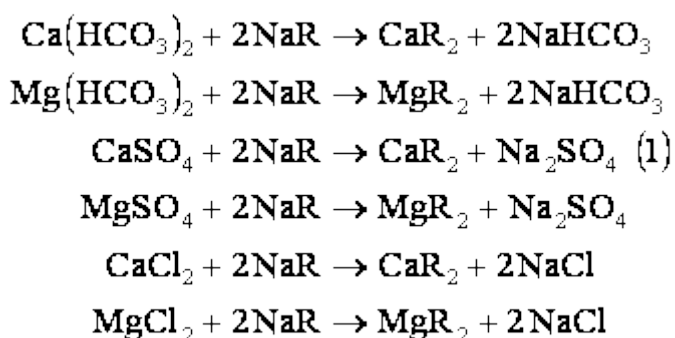 Ca(HCO₃)₂ + 2NaR → CaR₂ + 2NaHCO₃
Mg(HCO₃)₂ + 2NaR → MgR₂ + 2NaHCO₃
CaSO₄ + 2NaR → CaR₂ + Na₂SO₄ (1)
MgSO₄ + 2NaR → MgR₂ + Na₂SO₄
CaCl₂ + 2NaR → CaR₂ + 2NaCl
MgCl₂ + 2NaR → MgR₂ + 2NaCl